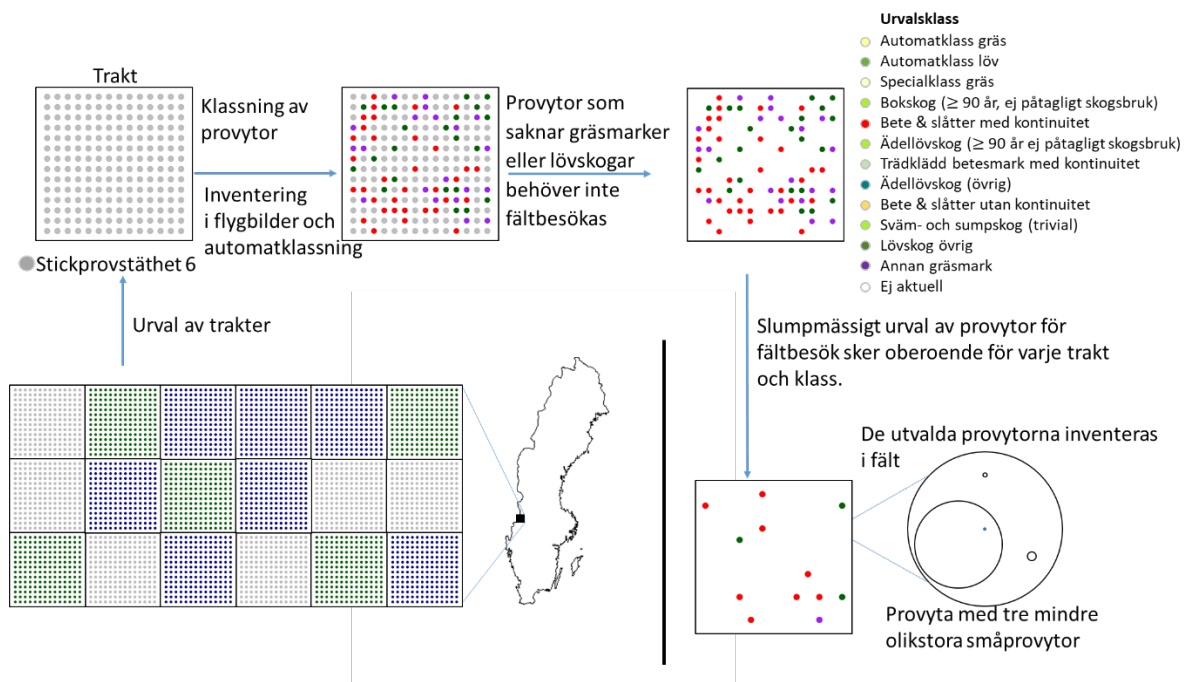 Trakt
Klassning av
provytor
Inventering
i flygbilder och
automatklassning
Provytor som
saknar gräsmarker
eller lövskogar
behöver inte
fältbesökas
Urvalsklass
Automatklass gräs
Automatklass löv
Specialklass gräs
Bokskog (≥ 90 år, ej påtagligt skogsbruk)
Bete & slåtter med kontinuitet
Ädellövskog (≥ 90 år ej påtagligt skogsbruk)
Trädklädd betesmark med kontinuitet
Ädellövskog (övrig)
Bete & slåtter utan kontinuitet
Sväm- och sumpskog (trivial)
Lövskog övrig
Annan gräsmark
Ej aktuell
Stickprovstäthet 6
Urval av trakter
Slumpmässigt urval av provytor för
fältbesök sker oberoende för varje trakt
och klass.
De utvalda provytorna inventeras
i fält
Provyta med tre mindre
olikstora småprovytor